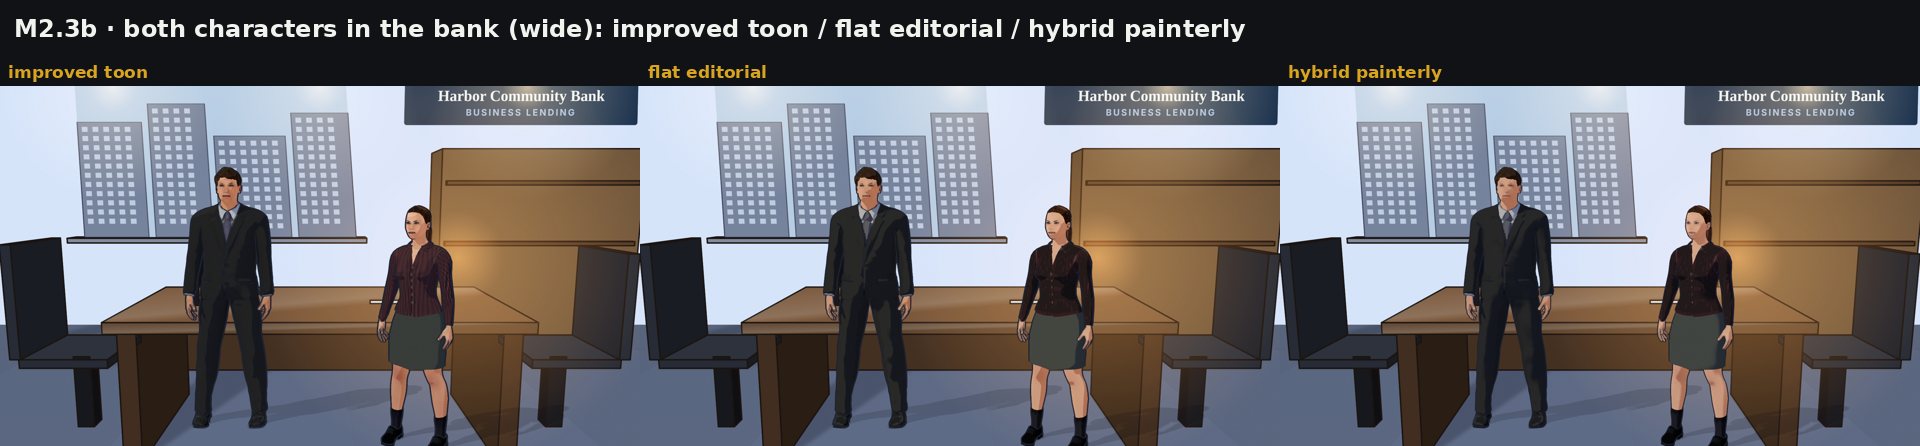 M2.3b · both characters in the bank (wide): improved toon / flat editorial / hybrid painterly
improved toon
flat editorial
hybrid painterly
Harbor Community Bank
BUSINESS LENDING
Harbor Community Bank
BUSINESS LENDING
Harbor Community Bank
BUSINESS LENDING